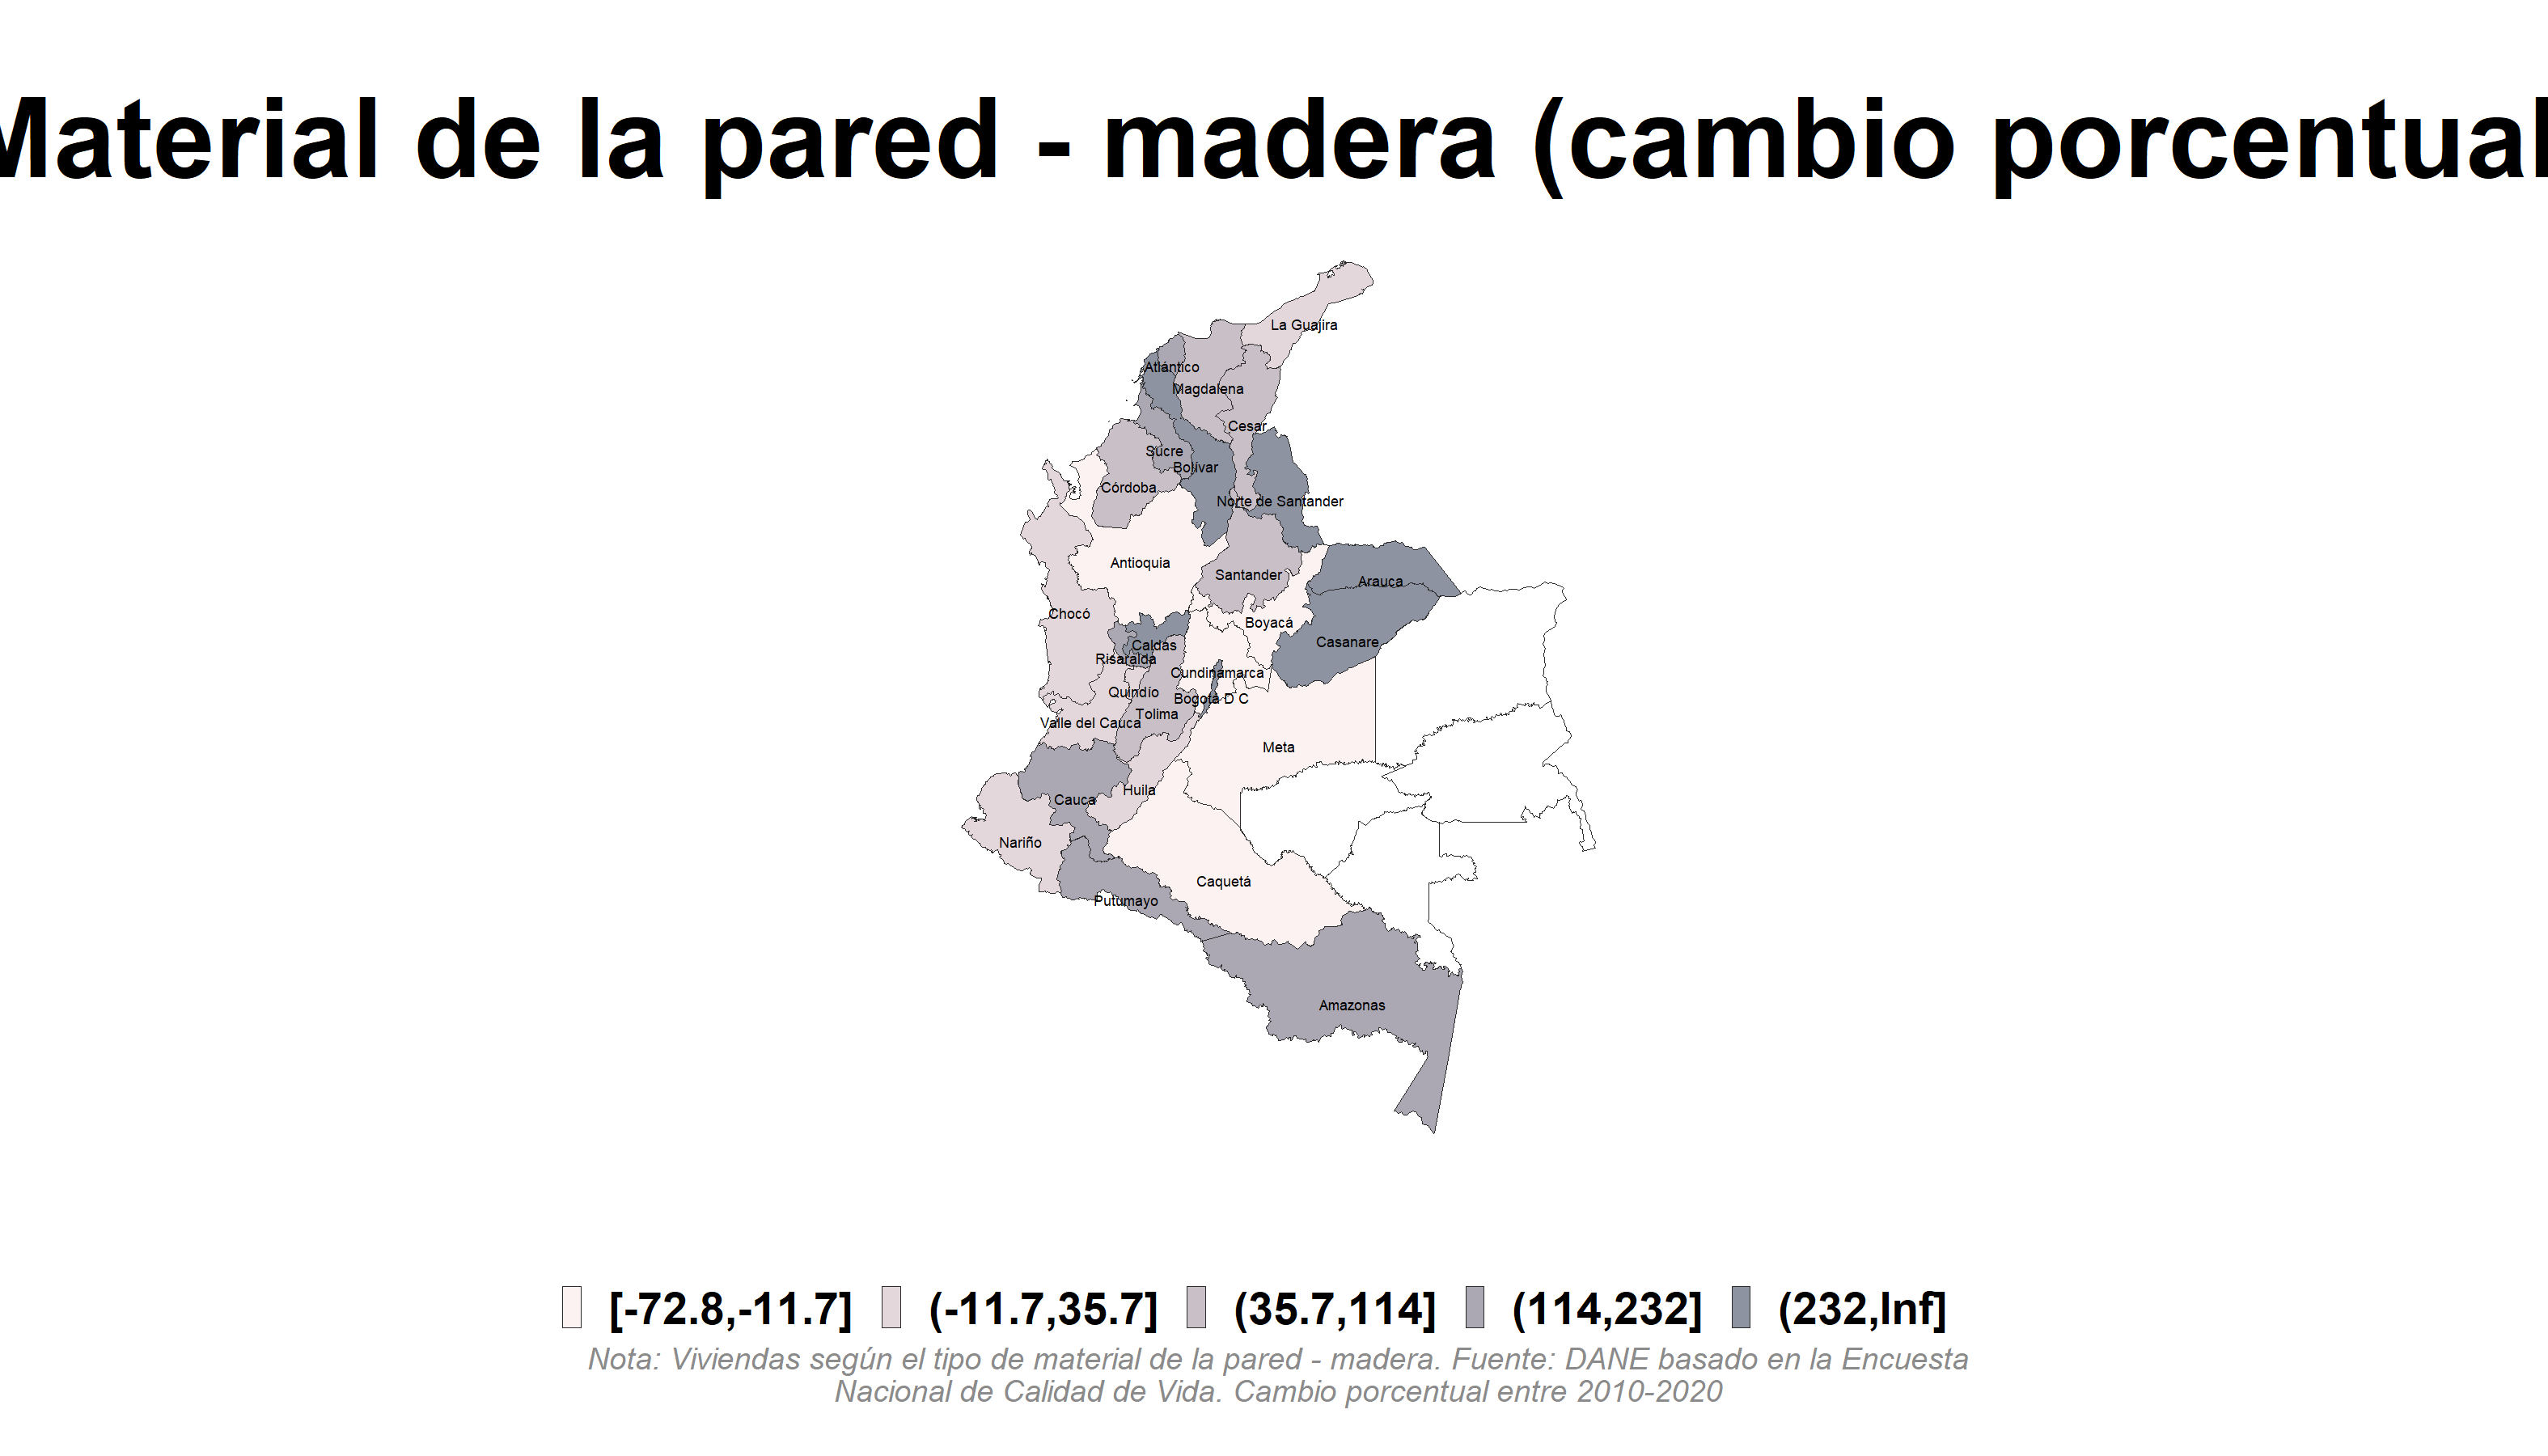 Material de la pared - madera (cambio porcentual
La Guajira
Atlántico
Magdalena
Cesar
Sucre
Bolívar
Córdoba
Norte de Santander
Antioquia
Santander
Arauca
Chocó
Boyacá
Casanare
Caldas
Risaralda
Cundinamarca
Quindío
Bogotá D C
Tolima
Valle del Cauca
Meta
Huila
Cauca
Nariño
Caquetá
Putumayo
Amazonas
[-72.8,-11.7] (-11.7,35.7] (35.7,114] (114,232] (232,Inf]
Nota: Viviendas según el tipo de material de la pared - madera. Fuente: DANE basado en la Encuesta
Nacional de Calidad de Vida. Cambio porcentual entre 2010-2020